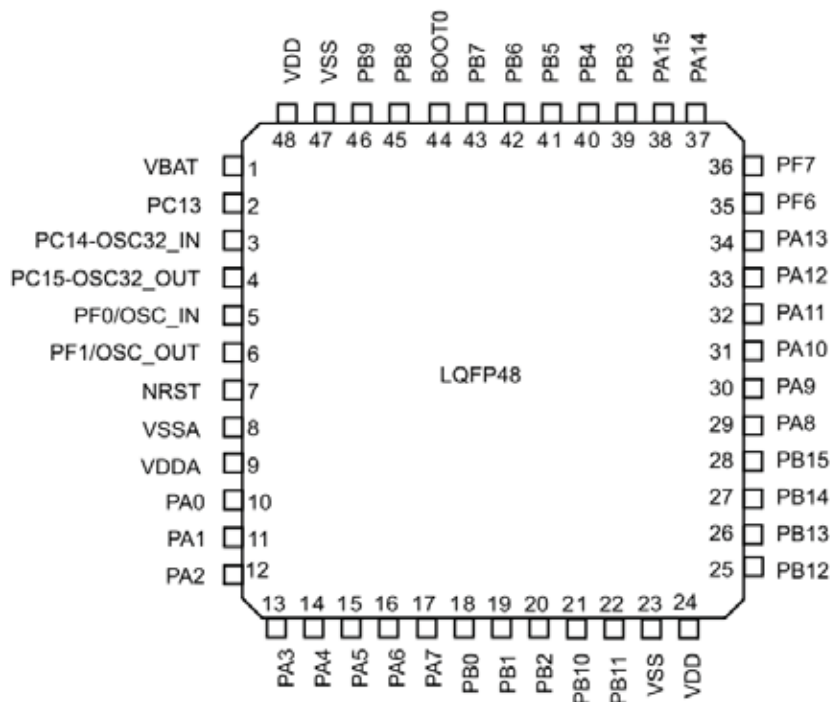 VDD VSS PB9 PB8 BOOT0 PB7 PB6 PB5 PB4 PB3 PA15 PA14
48 47 46 45 44 43 42 41 40 39 38 37
VBAT 1 36 PF7
PC13 2 35 PF6
PC14-OSC32_IN 3 34 PA13
PC15-OSC32_OUT 4 33 PA12
PF0/OSC_IN 5 32 PA11
PF1/OSC_OUT 6 31 PA10
LQFP48
NRST 7 30 PA9
VSSA 8 29 PA8
VDDA 9 28 PB15
PA0 10 27 PB14
PA1 11 26 PB13
PA2 12 25 PB12
13 14 15 16 17 18 19 20 21 22 23 24
PA3 PA4 PA5 PA6 PA7 PB0 PB1 PB2 PB10 PB11 VSS VDD